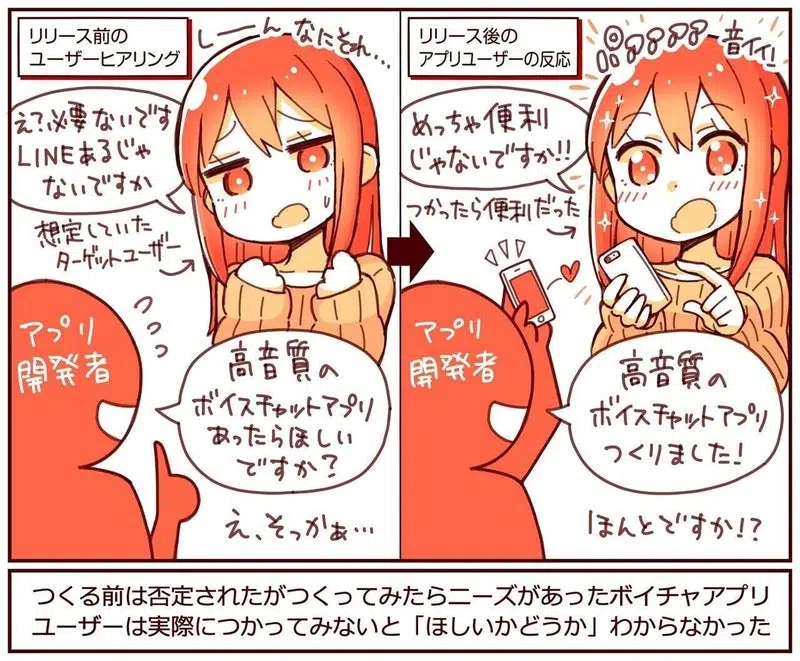 リリース前の
ユーザーヒアリング
しーーん なにそれ…
え?必要ないです
LINEあるじゃ
ないですか
想定していた
ターゲットユーザー
アプリ
開発者
高音質の
ボイスチャットアプリ
あったらほしい
ですか?
え、そっかぁ…
リリース後の
アプリユーザーの反応
パァァァァ
音イイ!
めっちゃ便利
じゃないですか!!
つかったら便利だった
アプリ
開発者
高音質の
ボイスチャットアプリ
つくりました!
ほんとですか!?
つくる前は否定されたがつくってみたらニーズがあったボイチャアプリ
ユーザーは実際につかってみないと「ほしいかどうか」わからなかった